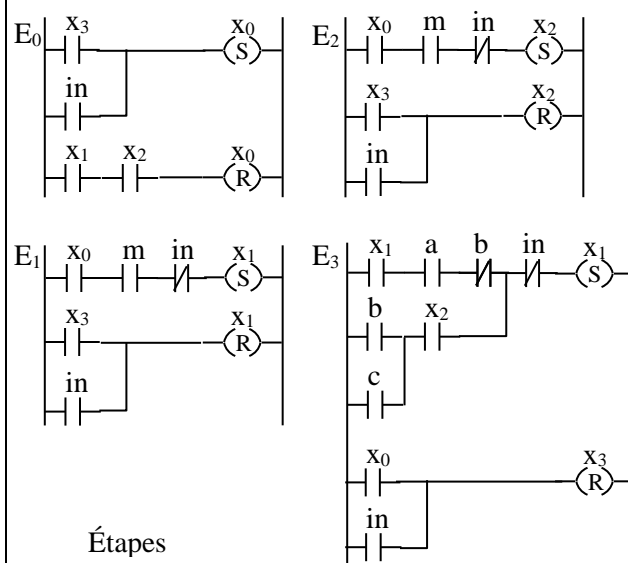 E₀ x₃ x₀
S
in
x₁ x₂ x₀
R
E₂ x₀ m in x₂
S
x₃ x₂
R
in
E₁ x₀ m in x₁
S
x₃ x₁
R
in
E₃ x₁ a b in x₁
S
b x₂
c
x₀ x₃
R
in
Étapes